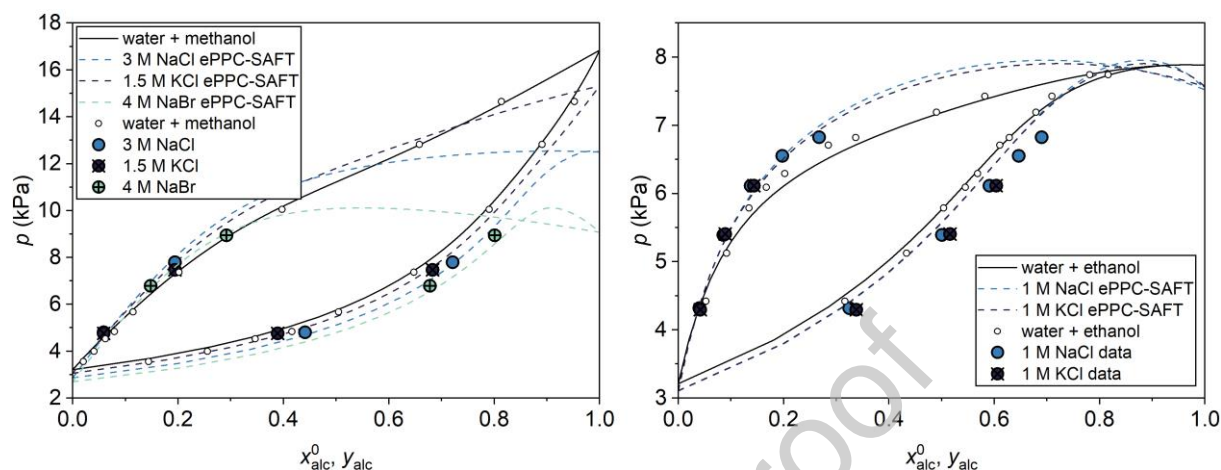 18
16
14
12
10
8
6
4
2
p (kPa)
water + methanol
3 M NaCl ePPC-SAFT
1.5 M KCl ePPC-SAFT
4 M NaBr ePPC-SAFT
water + methanol
3 M NaCl
1.5 M KCl
4 M NaBr
0.0 0.2 0.4 0.6 0.8 1.0
x⁰alc, yalc
8
7
6
5
4
3
p (kPa)
water + ethanol
1 M NaCl ePPC-SAFT
1 M KCl ePPC-SAFT
water + ethanol
1 M NaCl data
1 M KCl data
0.0 0.2 0.4 0.6 0.8 1.0
x⁰alc, yalc
roof